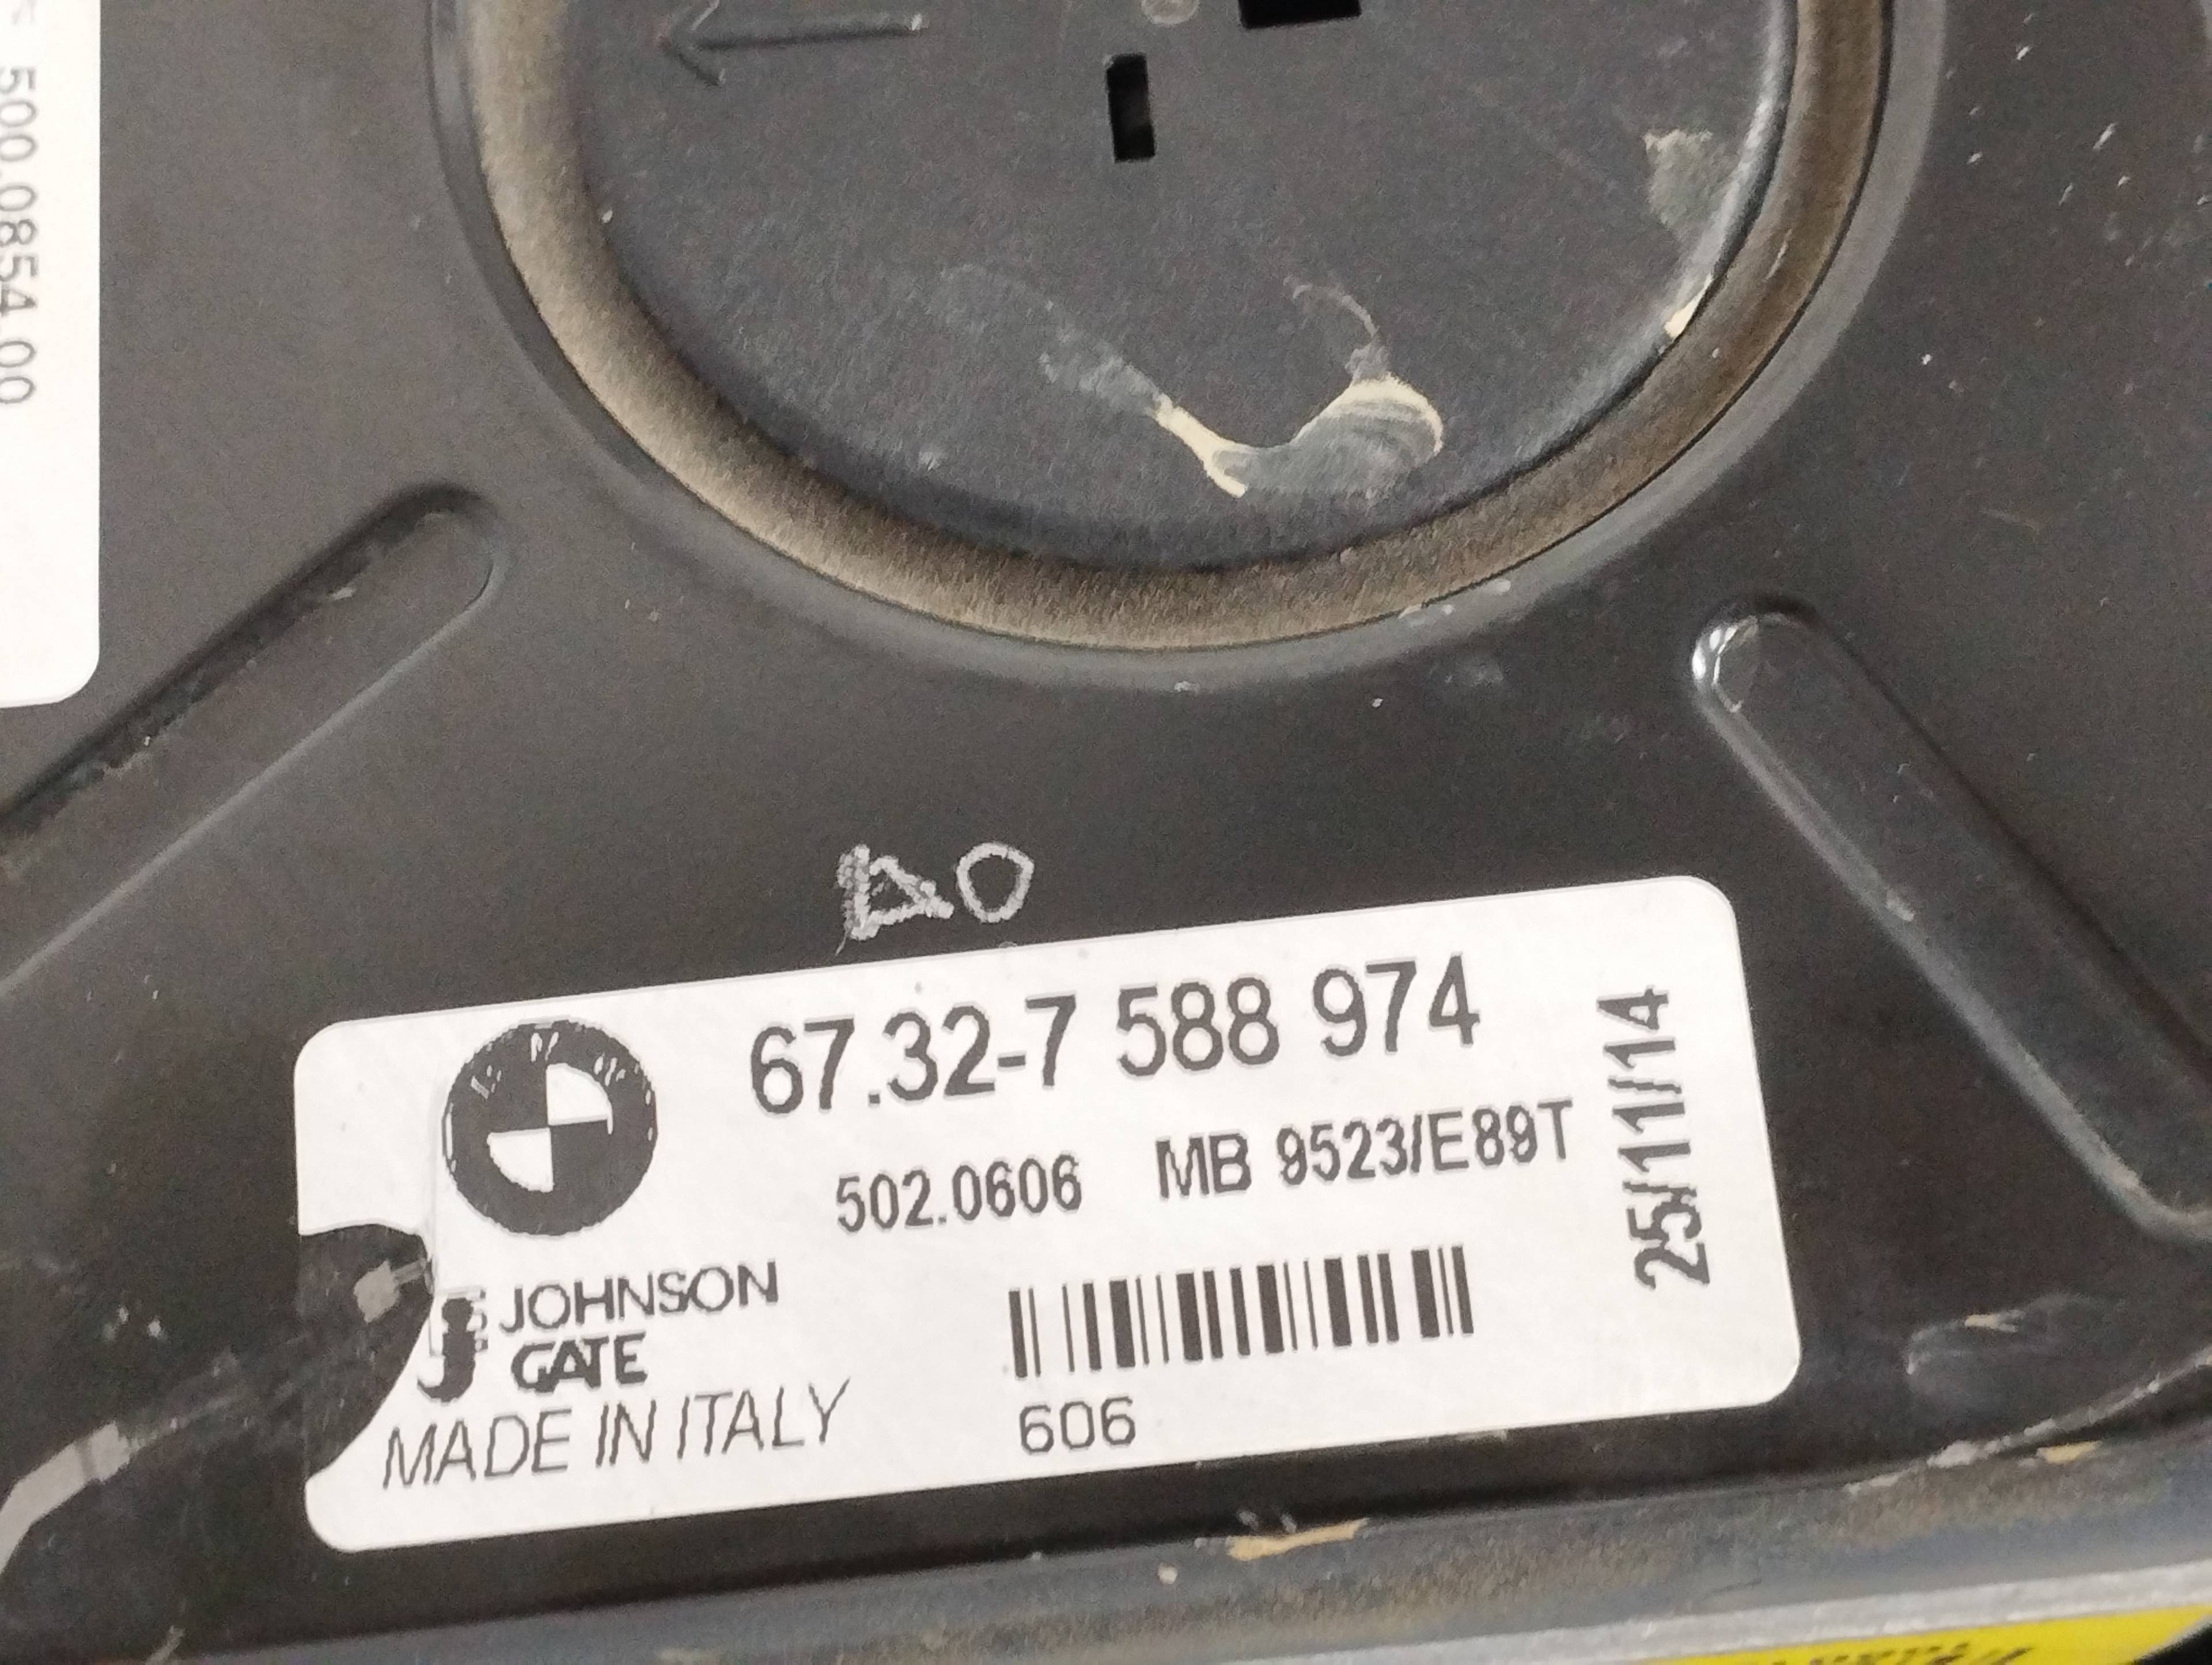 500.0854.00
AO
67.32-7 588 974
502.0606 MB 9523/E89T
25/11/14
JOHNSON
GATE
MADE IN ITALY
606